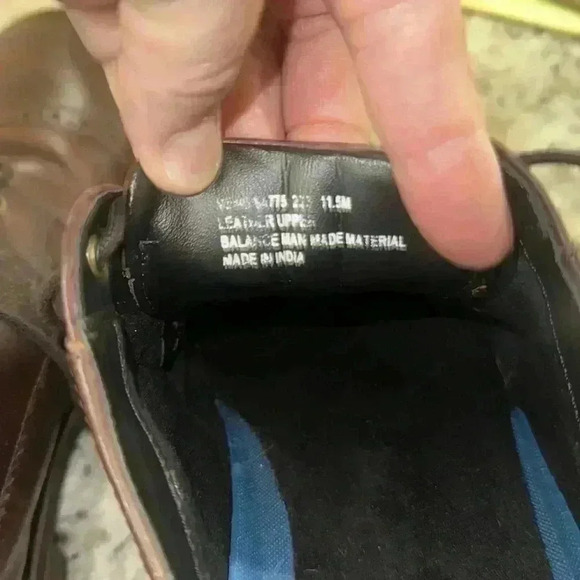 11.5M
LEATHER UPPER
BALANCE MAN MADE MATERIAL
MADE IN INDIA